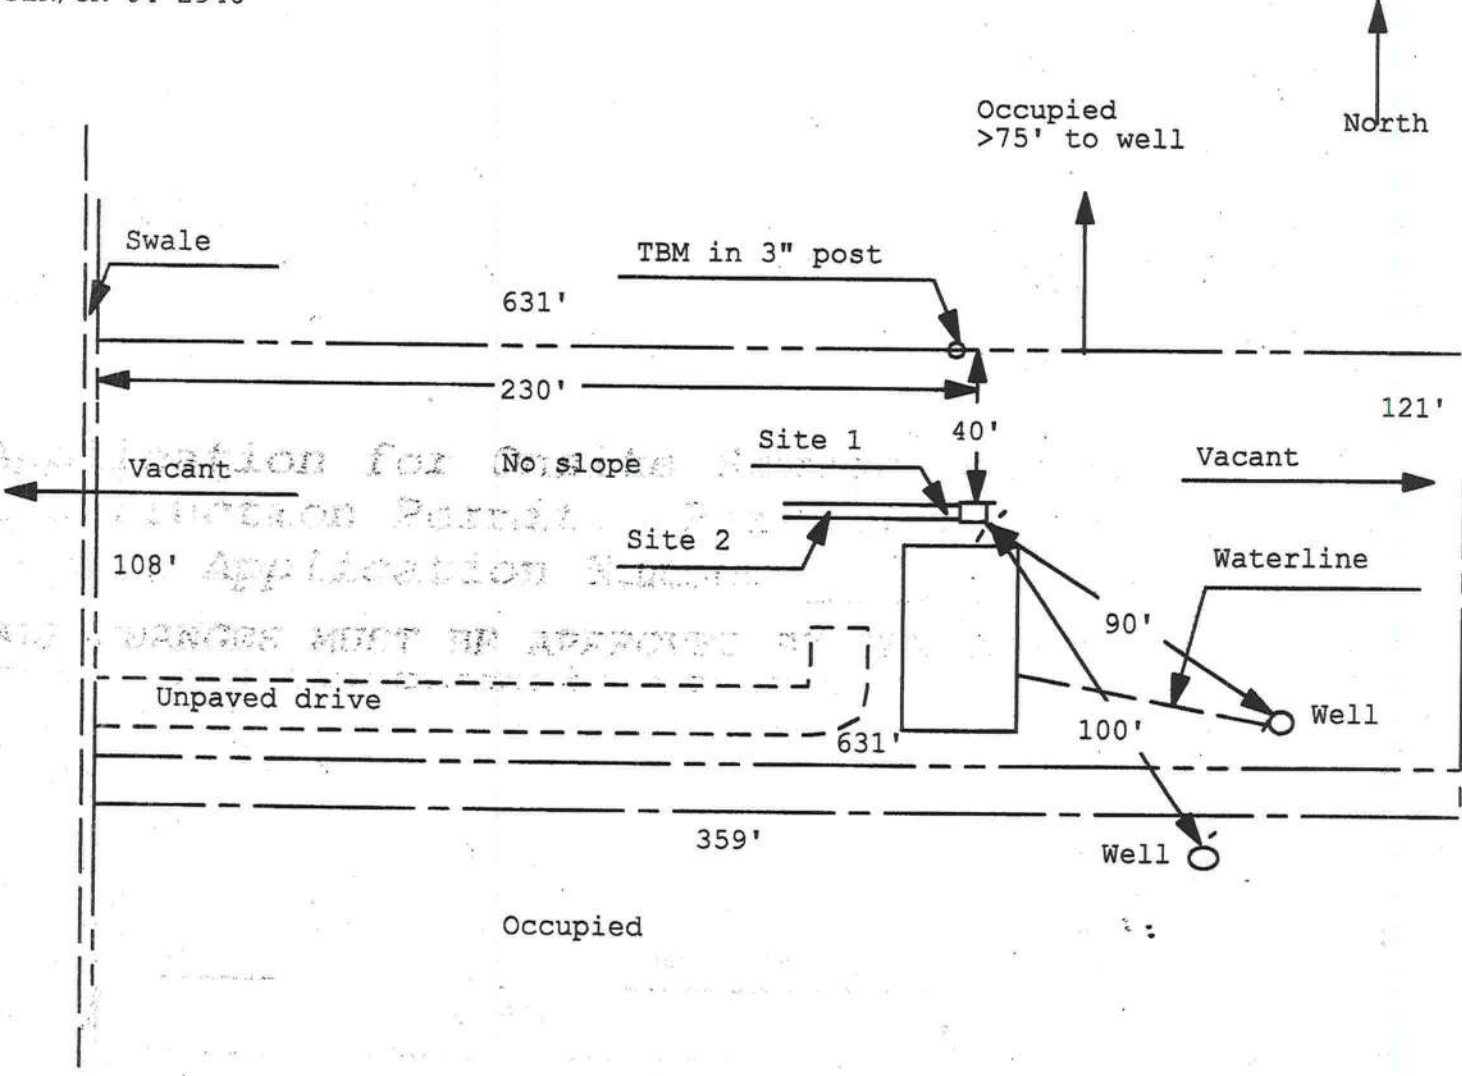 North
Occupied
>75' to well
Swale
TBM in 3" post
631'
230'
121'
40'
Site 1
Vacant
No slope
Vacant
Site 2
108'
Waterline
90'
Unpaved drive
Well
100'
631'
359'
Well
Occupied